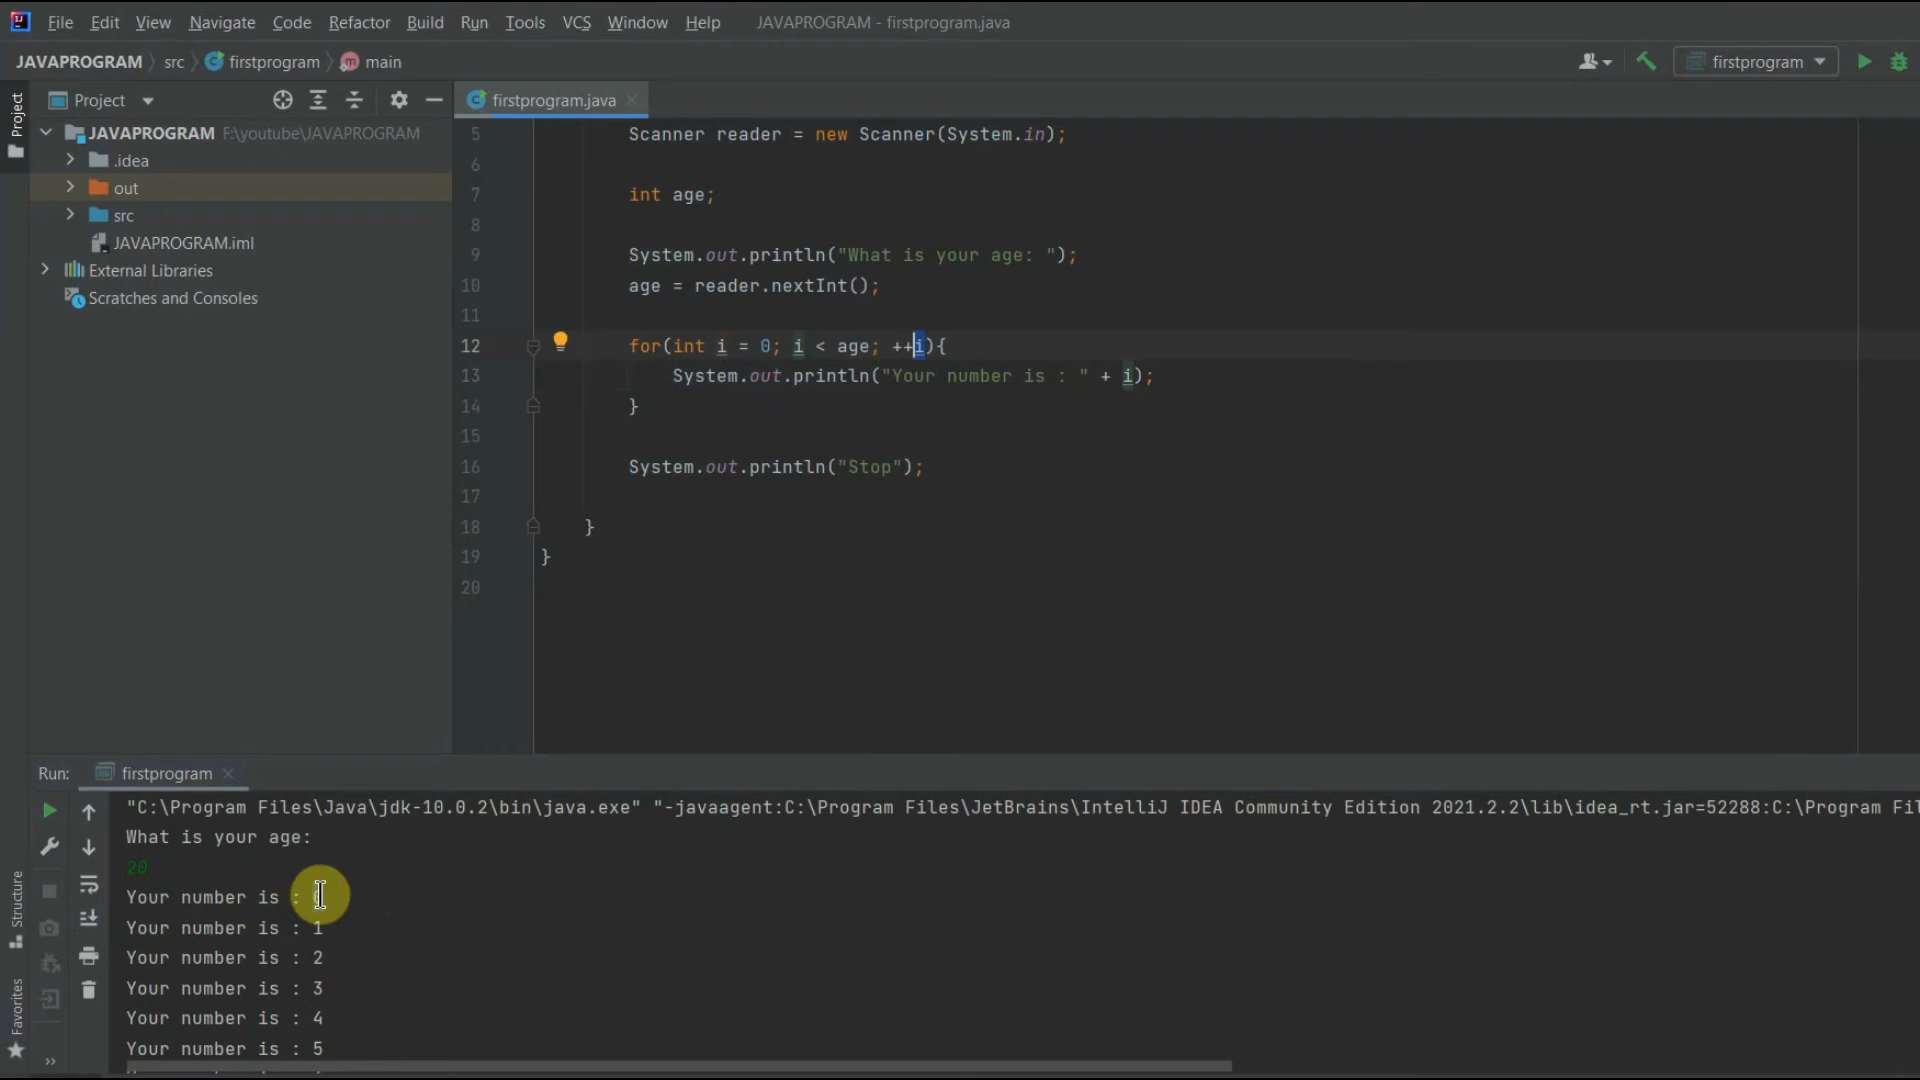 File Edit View Navigate Code Refactor Build Run Tools VCS Window Help JAVAPROGRAM - firstprogram.java
JAVAPROGRAM src firstprogram main firstprogram
Project
Project
firstprogram.java
JAVAPROGRAM F:\youtube\JAVAPROGRAM
.idea
out
src
JAVAPROGRAM.iml
External Libraries
Scratches and Consoles
5 Scanner reader = new Scanner(System.in);
6
7 int age;
8
9 System.out.println("What is your age: ");
10 age = reader.nextInt();
11
12 for(int i = 0; i < age; ++i){
13 System.out.println("Your number is : " + i);
14 }
15
16 System.out.println("Stop");
17
18 }
19 }
20
Run: firstprogram
"C:\Program Files\Java\jdk-10.0.2\bin\java.exe" "-javaagent:C:\Program Files\JetBrains\IntelliJ IDEA Community Edition 2021.2.2\lib\idea_rt.jar=52288:C:\Program Fil
What is your age:
20
Your number is :
Your number is : 1
Your number is : 2
Your number is : 3
Your number is : 4
Your number is : 5
Structure
Favorites